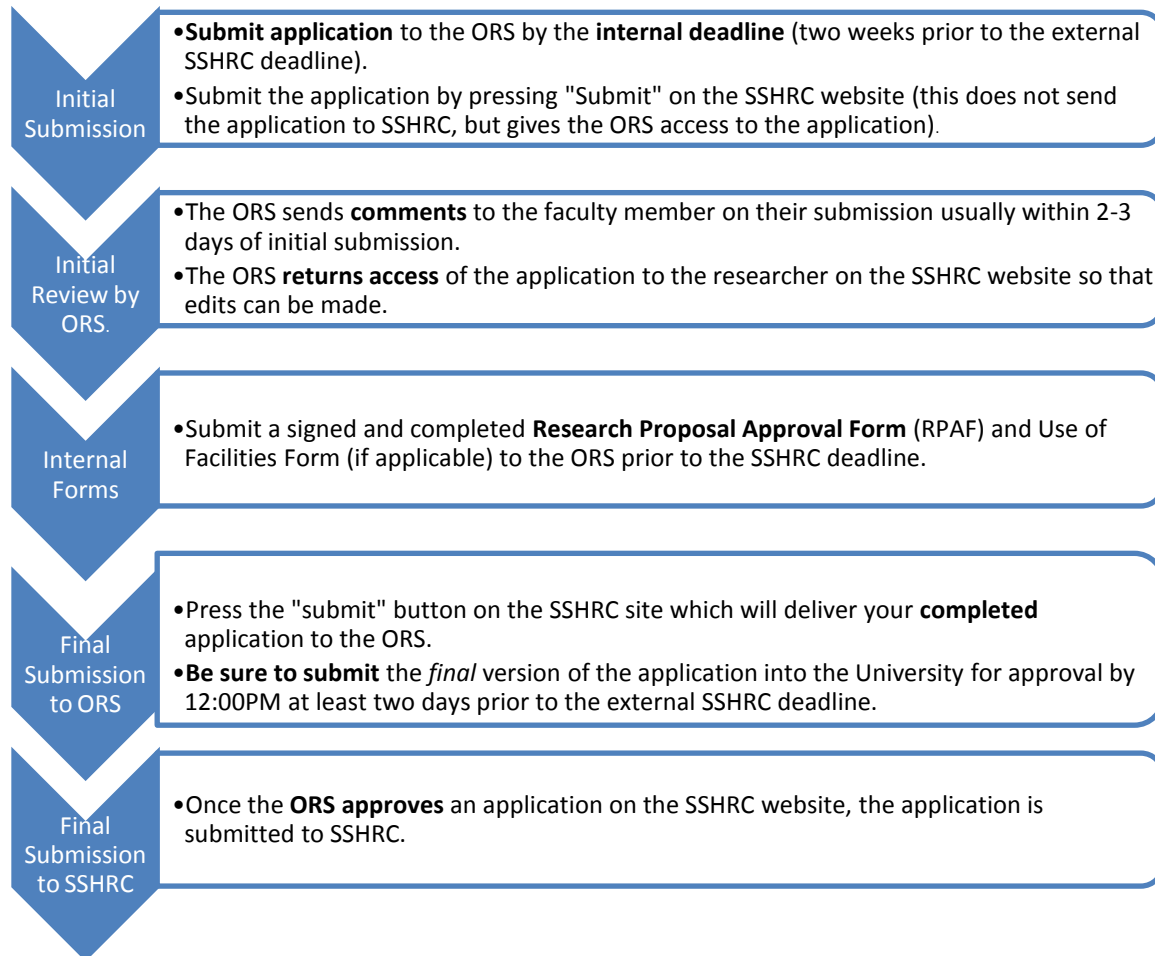 Initial
Submission
•Submit application to the ORS by the internal deadline (two weeks prior to the external
SSHRC deadline).
•Submit the application by pressing "Submit" on the SSHRC website (this does not send
the application to SSHRC, but gives the ORS access to the application).
Initial
Review by
ORS.
•The ORS sends comments to the faculty member on their submission usually within 2-3
days of initial submission.
•The ORS returns access of the application to the researcher on the SSHRC website so that
edits can be made.
Internal
Forms
•Submit a signed and completed Research Proposal Approval Form (RPAF) and Use of
Facilities Form (if applicable) to the ORS prior to the SSHRC deadline.
Final
Submission
to ORS
•Press the "submit" button on the SSHRC site which will deliver your completed
application to the ORS.
•Be sure to submit the final version of the application into the University for approval by
12:00PM at least two days prior to the external SSHRC deadline.
Final
Submission
to SSHRC
•Once the ORS approves an application on the SSHRC website, the application is
submitted to SSHRC.